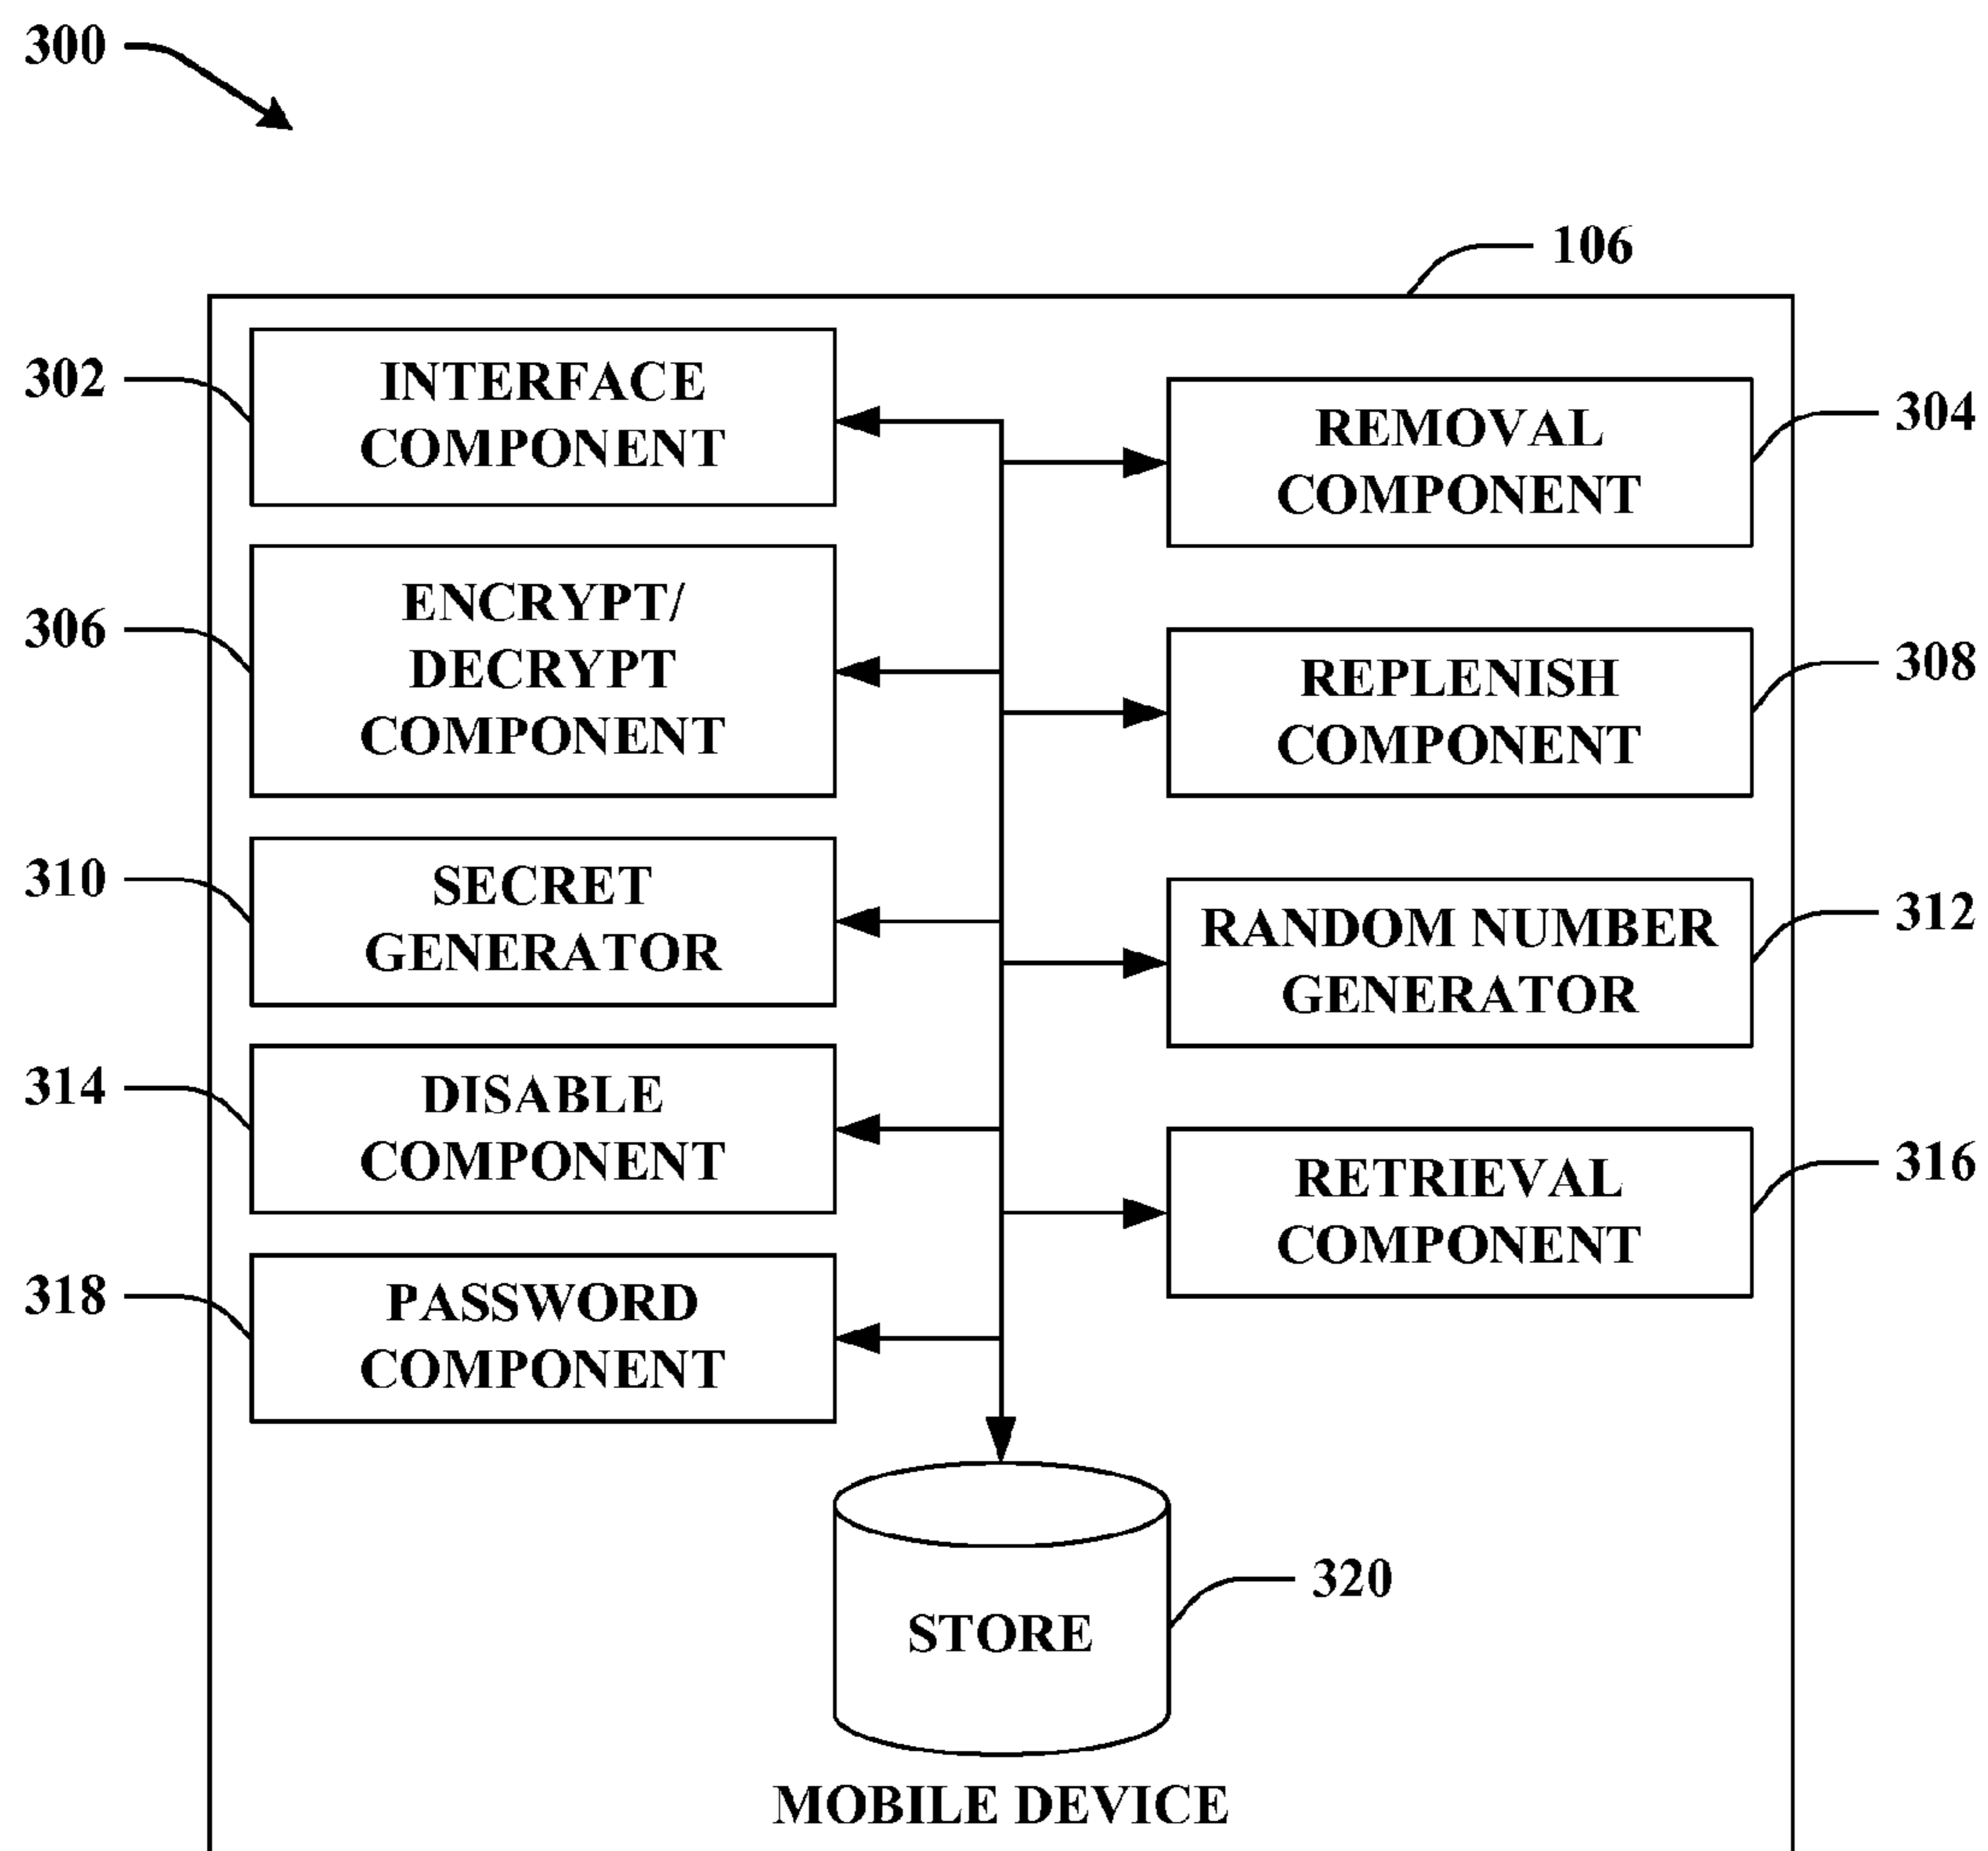 300
106
302
INTERFACE
COMPONENT
304
REMOVAL
COMPONENT
306
ENCRYPT/
DECRYPT
COMPONENT
308
REPLENISH
COMPONENT
310
SECRET
GENERATOR
312
RANDOM NUMBER
GENERATOR
314
DISABLE
COMPONENT
316
RETRIEVAL
COMPONENT
318
PASSWORD
COMPONENT
320
STORE
MOBILE DEVICE